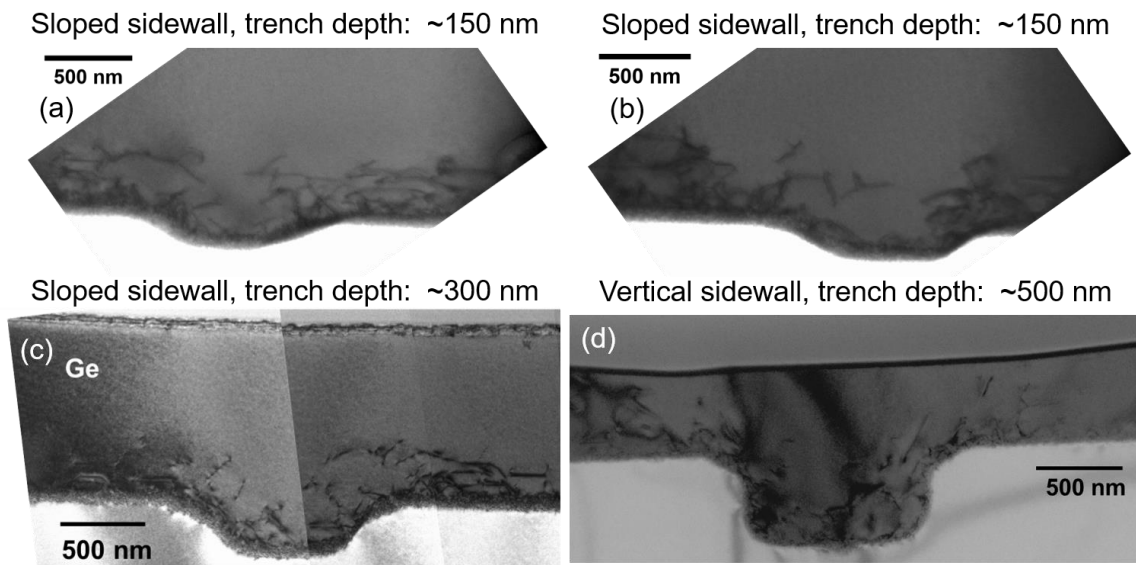 Sloped sidewall, trench depth: ~150 nm
Sloped sidewall, trench depth: ~150 nm
500 nm
500 nm
(a)
(b)
Sloped sidewall, trench depth: ~300 nm
Vertical sidewall, trench depth: ~500 nm
(c)
(d)
Ge
500 nm
500 nm